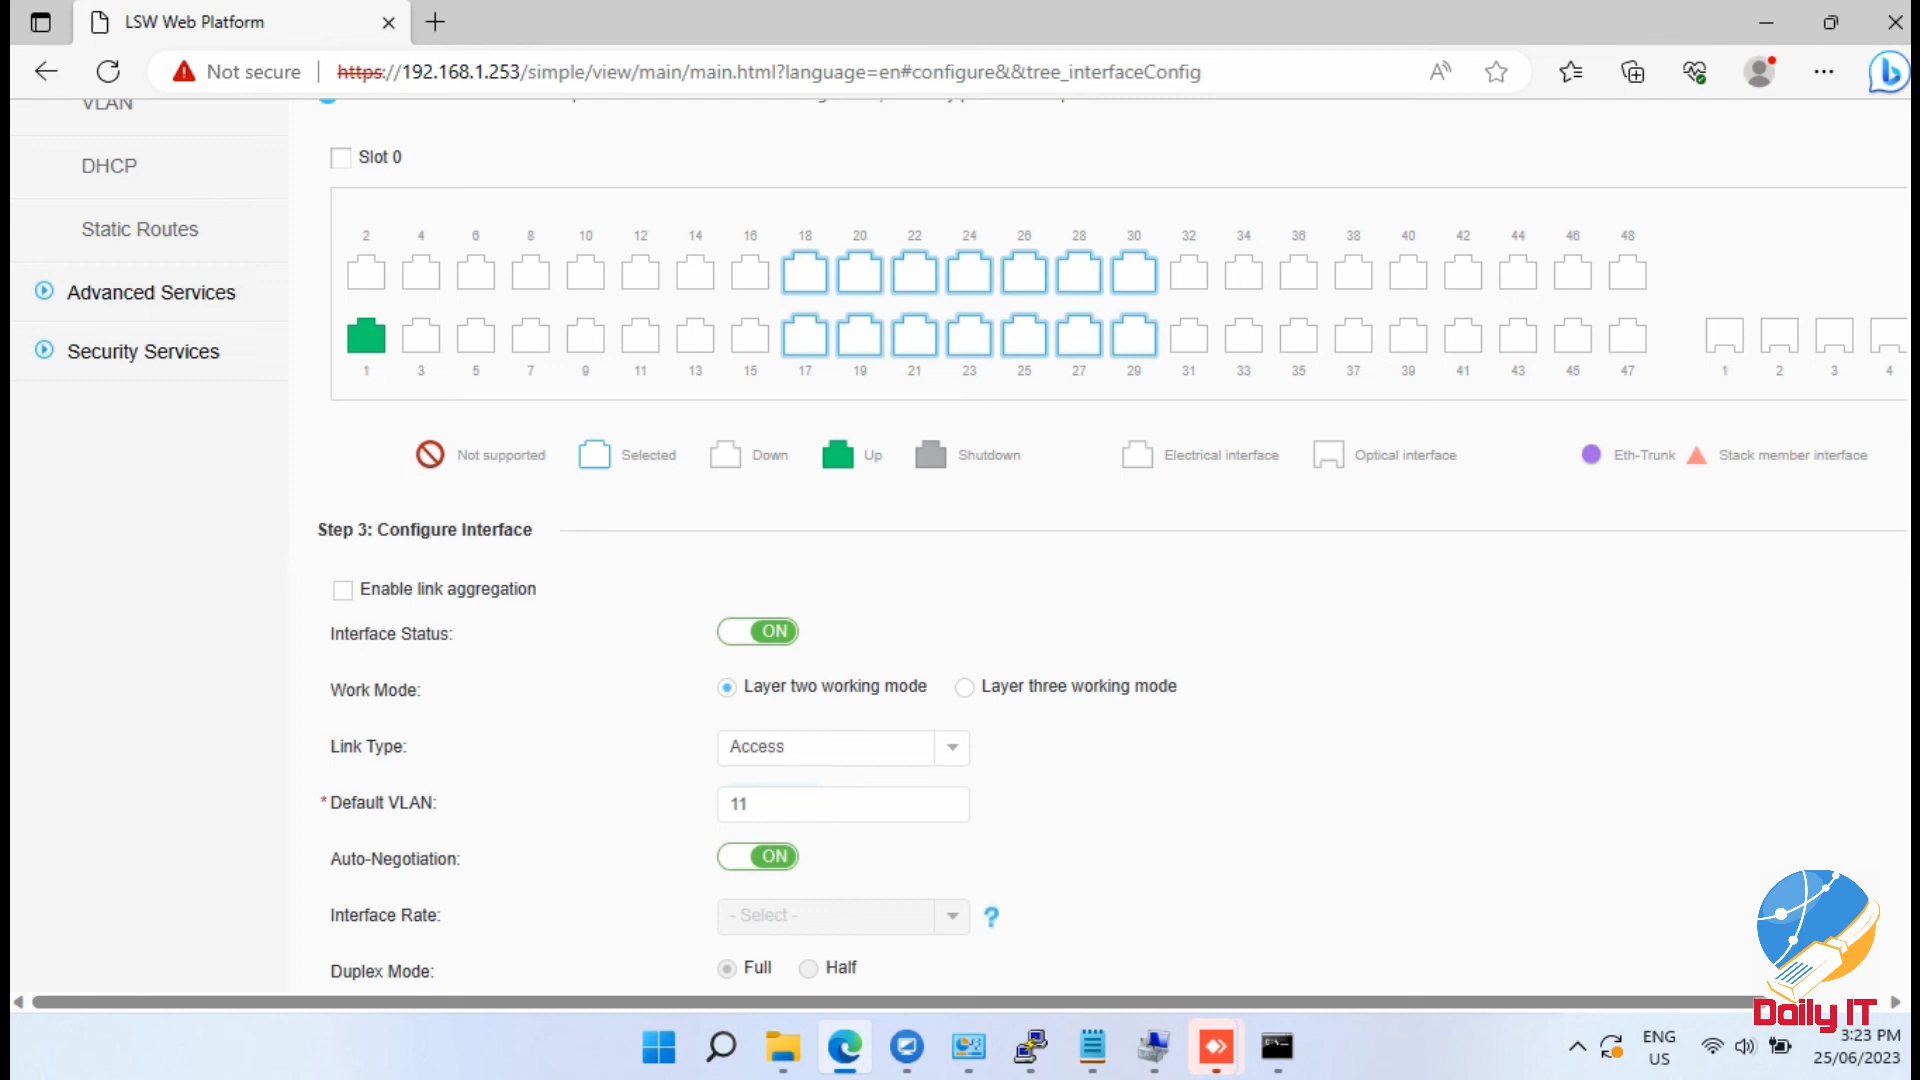 LSW Web Platform
Not secure | https://192.168.1.253/simple/view/main/main.html?language=en#configure&&tree_interfaceConfig
VLAN
DHCP
Static Routes
Advanced Services
Security Services
Slot 0
2 4 6 8 10 12 14 16 18 20 22 24 26 28 30 32 34 36 38 40 42 44 46 48
1 3 5 7 9 11 13 15 17 19 21 23 25 27 29 31 33 35 37 39 41 43 45 47 1 2 3 4
Not supported Selected Down Up Shutdown Electrical interface Optical interface Eth-Trunk Stack member interface
Step 3: Configure Interface
Enable link aggregation
Interface Status: ON
Work Mode: Layer two working mode Layer three working mode
Link Type: Access
* Default VLAN: 11
Auto-Negotiation: ON
Interface Rate: - Select - ?
Duplex Mode: Full Half
Daily IT
ENG
US
3:23 PM
25/06/2023